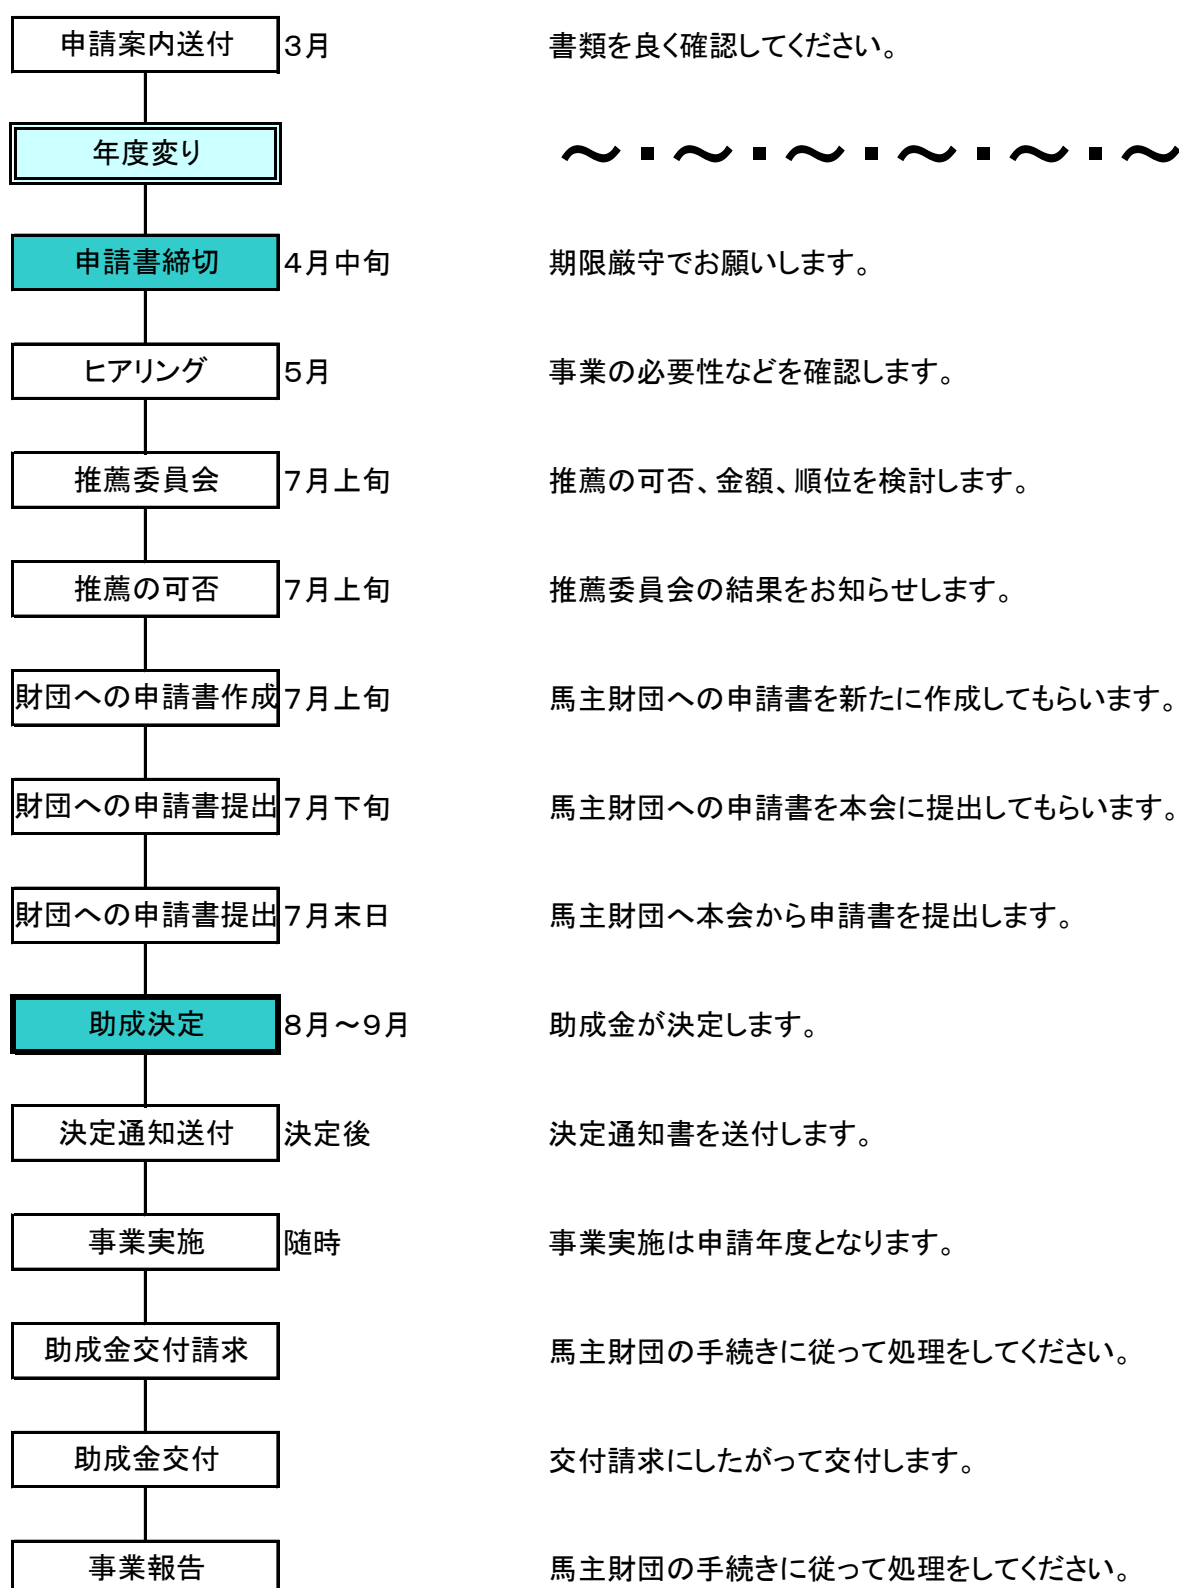 申請案内送付 3月 書類を良く確認してください。
年度変り ～・～・～・～・～・～
申請書締切 4月中旬 期限厳守でお願いします。
ヒアリング 5月 事業の必要性などを確認します。
推薦委員会 7月上旬 推薦の可否、金額、順位を検討します。
推薦の可否 7月上旬 推薦委員会の結果をお知らせします。
財団への申請書作成 7月上旬 馬主財団への申請書を新たに作成してもらいます。
財団への申請書提出 7月下旬 馬主財団への申請書を本会に提出してもらいます。
財団への申請書提出 7月末日 馬主財団へ本会から申請書を提出します。
助成決定 8月～9月 助成金が決定します。
決定通知送付 決定後 決定通知書を送付します。
事業実施 随時 事業実施は申請年度となります。
助成金交付請求 馬主財団の手続きに従って処理をしてください。
助成金交付 交付請求にしたがって交付します。
事業報告 馬主財団の手続きに従って処理をしてください。